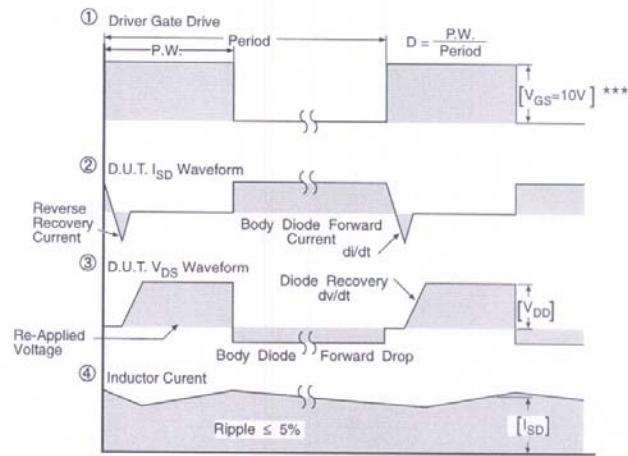 ① Driver Gate Drive
P.W.
Period
D = P.W. / Period
[VGS=10V] ***
② D.U.T. ISD Waveform
Reverse
Recovery
Current
Body Diode Forward
Current
di/dt
③ D.U.T. VDS Waveform
Diode Recovery
dv/dt
Re-Applied
Voltage
[VDD]
Body Diode Forward Drop
④ Inductor Curent
Ripple ≤ 5%
[ISD]